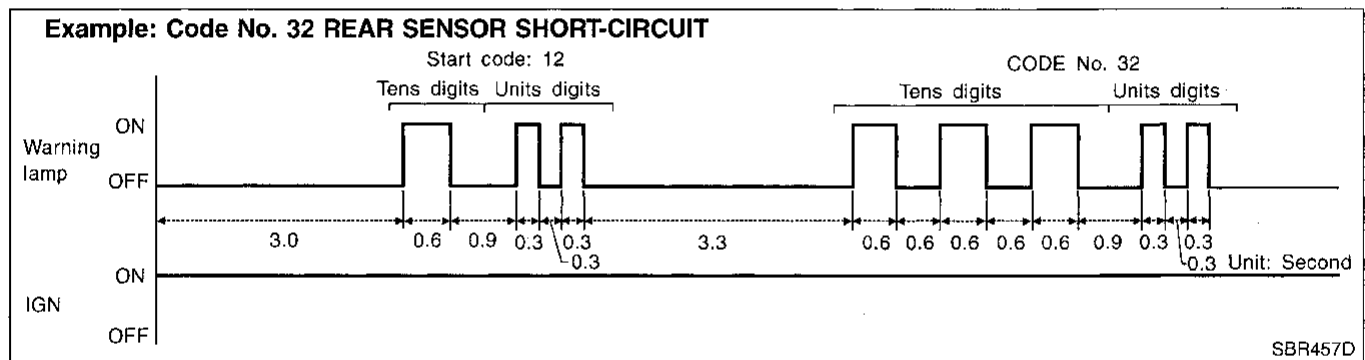 Example: Code No. 32 REAR SENSOR SHORT-CIRCUIT
Start code: 12
CODE No. 32
Tens digits Units digits
Tens digits Units digits
ON
Warning
lamp
OFF
3.0 0.6 0.9 0.3 0.3 3.3 0.6 0.6 0.6 0.6 0.6 0.9 0.3 0.3
0.3 0.3 Unit: Second
ON
IGN
OFF
SBR457D